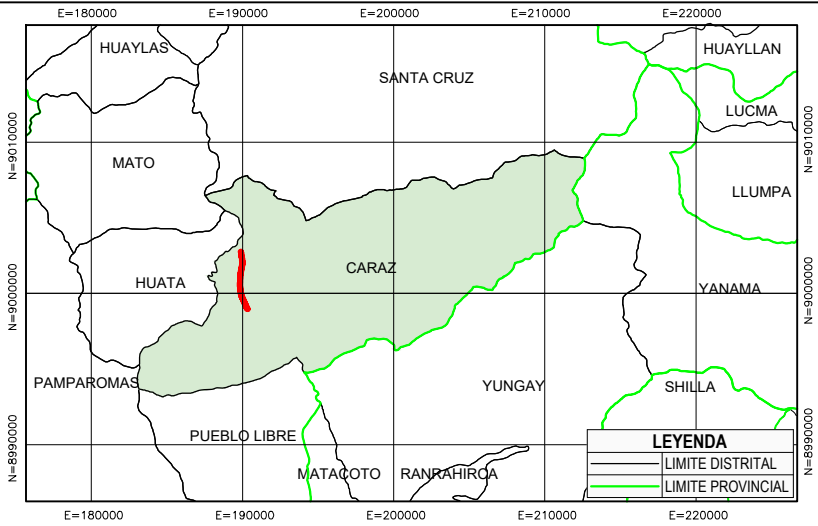 E=180000 E=190000 E=200000 E=210000 E=220000
HUAYLAS
HUAYLLAN
SANTA CRUZ
LUCMA
N=9010000 N=9010000
MATO
LLUMPA
CARAZ
HUATA
YANAMA
N=9000000 N=9000000
PAMPAROMAS
YUNGAY
SHILLA
PUEBLO LIBRE
N=8990000 N=8990000
LEYENDA
LIMITE DISTRITAL
LIMITE PROVINCIAL
MATACOTO RANRAHIRCA
E=180000 E=190000 E=200000 E=210000 E=220000